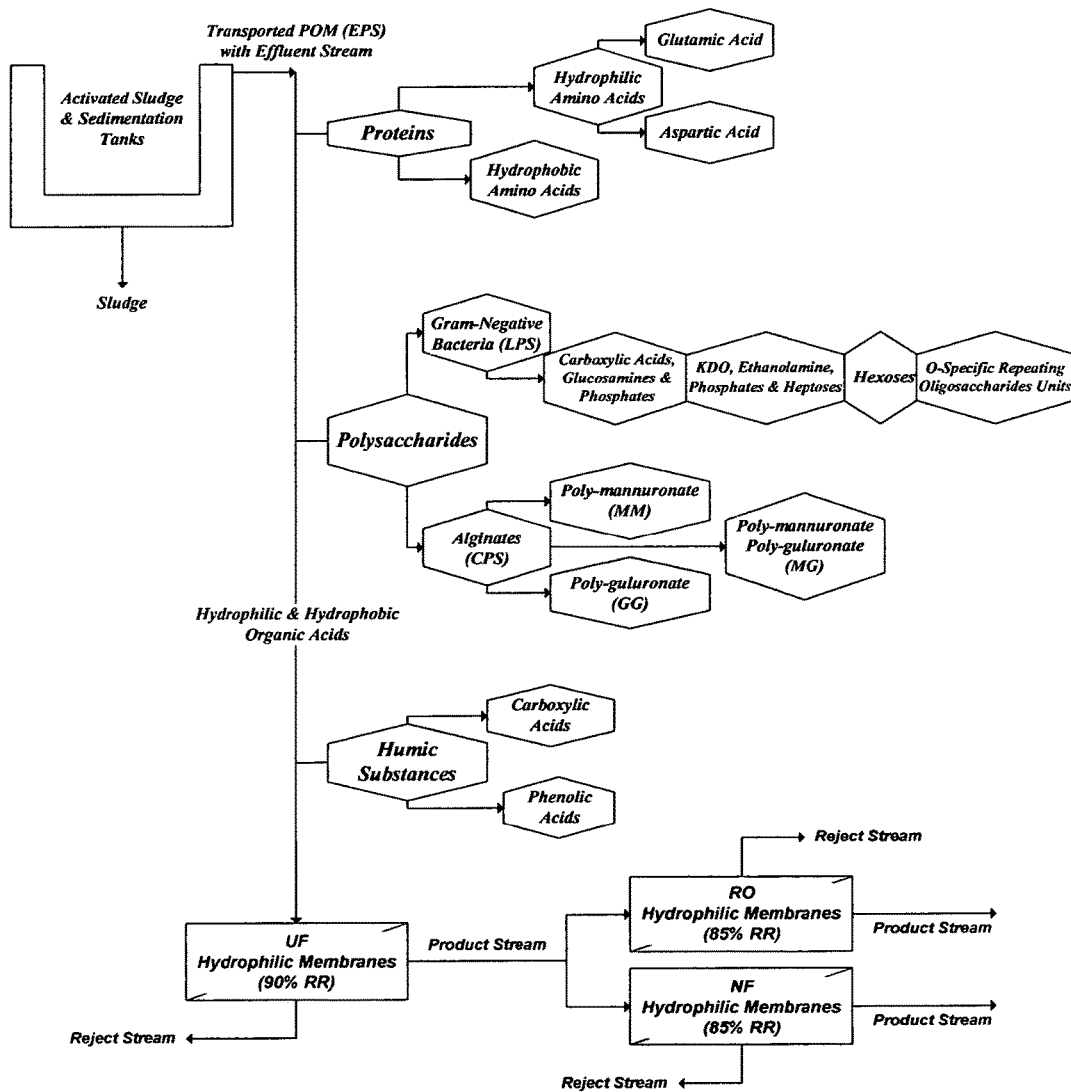 Transported POM (EPS)
with Effluent Stream
Activated Sludge
& Sedimentation
Tanks
Sludge
Proteins
Hydrophilic
Amino Acids
Glutamic Acid
Aspartic Acid
Hydrophobic
Amino Acids
Polysaccharides
Gram-Negative
Bacteria (LPS)
Carboxylic Acids,
Glucosamines &
Phosphates
KDO, Ethanolamine,
Phosphates & Heptoses
Hexoses
O-Specific Repeating
Oligosaccharides Units
Alginates
(CPS)
Poly-mannuronate
(MM)
Poly-mannuronate
Poly-guluronate
(MG)
Poly-guluronate
(GG)
Hydrophilic & Hydrophobic
Organic Acids
Humic
Substances
Carboxylic
Acids
Phenolic
Acids
UF
Hydrophilic Membranes
(90% RR)
Reject Stream
Product Stream
RO
Hydrophilic Membranes
(85% RR)
Reject Stream
Product Stream
NF
Hydrophilic Membranes
(85% RR)
Product Stream
Reject Stream